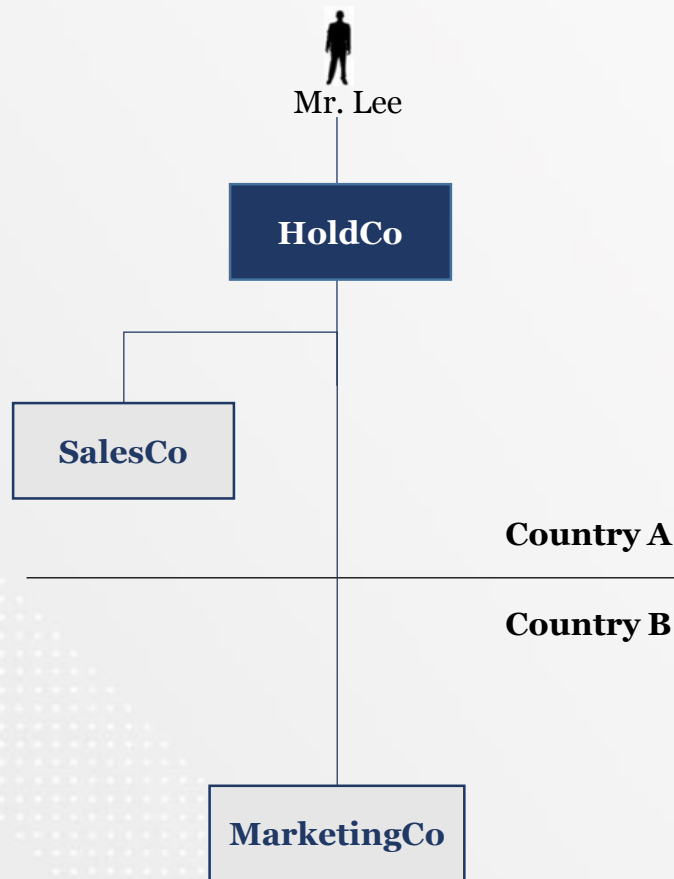 Mr. Lee
HoldCo
SalesCo
Country A
Country B
MarketingCo